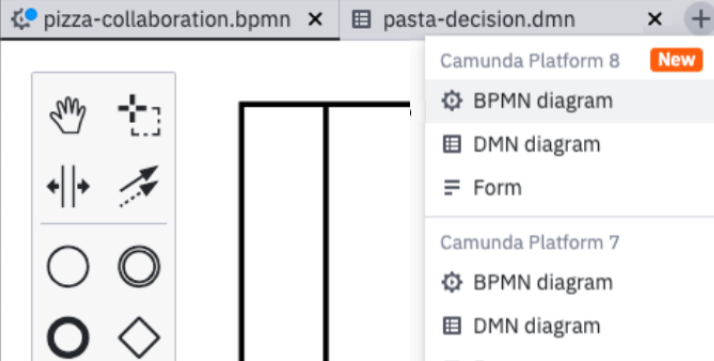 pizza-collaboration.bpmn
pasta-decision.dmn
Camunda Platform 8 New
BPMN diagram
DMN diagram
Form
Camunda Platform 7
BPMN diagram
DMN diagram